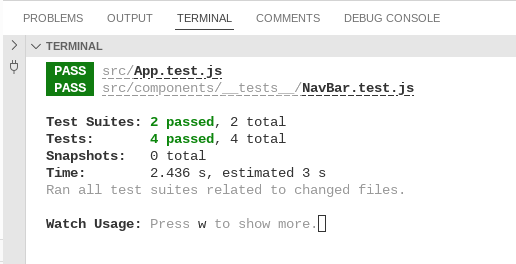 PROBLEMS OUTPUT TERMINAL COMMENTS DEBUG CONSOLE
TERMINAL
PASS src/App.test.js
PASS src/components/__tests__/NavBar.test.js
Test Suites: 2 passed, 2 total
Tests: 4 passed, 4 total
Snapshots: 0 total
Time: 2.436 s, estimated 3 s
Ran all test suites related to changed files.
Watch Usage: Press w to show more.